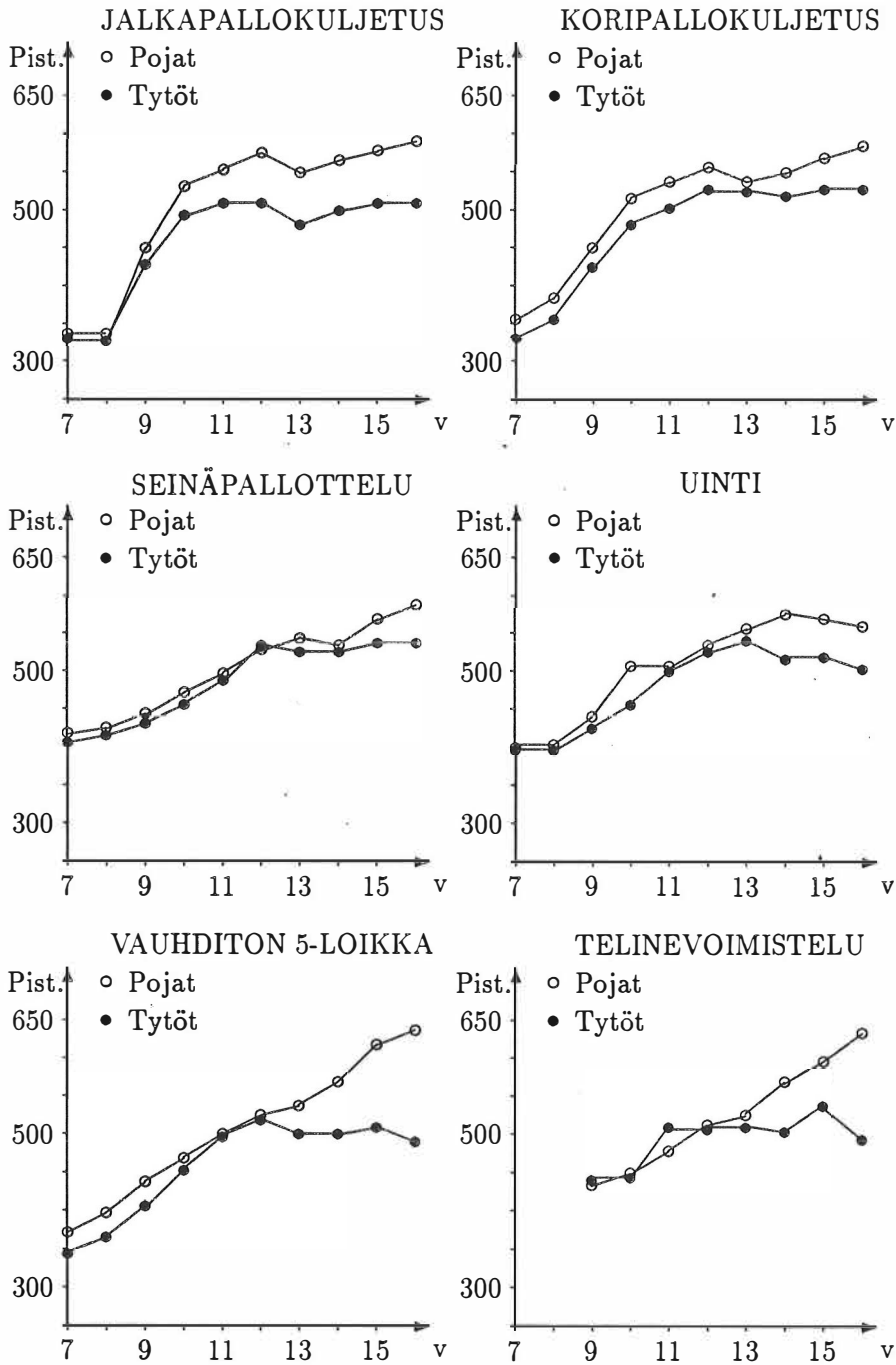 JALKAPALLOKULJETUS
Pist.
○ Pojat
650
● Tytöt
500
300
7 9 11 13 15 v
KORIPALLOKULJETUS
Pist.
○ Pojat
650
● Tytöt
500
300
7 9 11 13 15 v
SEINÄPALLOTTELU
Pist.
○ Pojat
650
● Tytöt
500
300
7 9 11 13 15 v
UINTI
Pist.
○ Pojat
650
● Tytöt
500
300
7 9 11 13 15 v
VAUHDITON 5-LOIKKA
Pist.
○ Pojat
650
● Tytöt
500
300
7 9 11 13 15 v
TELINEVOIMISTELU
Pist.
○ Pojat
650
● Tytöt
500
300
7 9 11 13 15 v